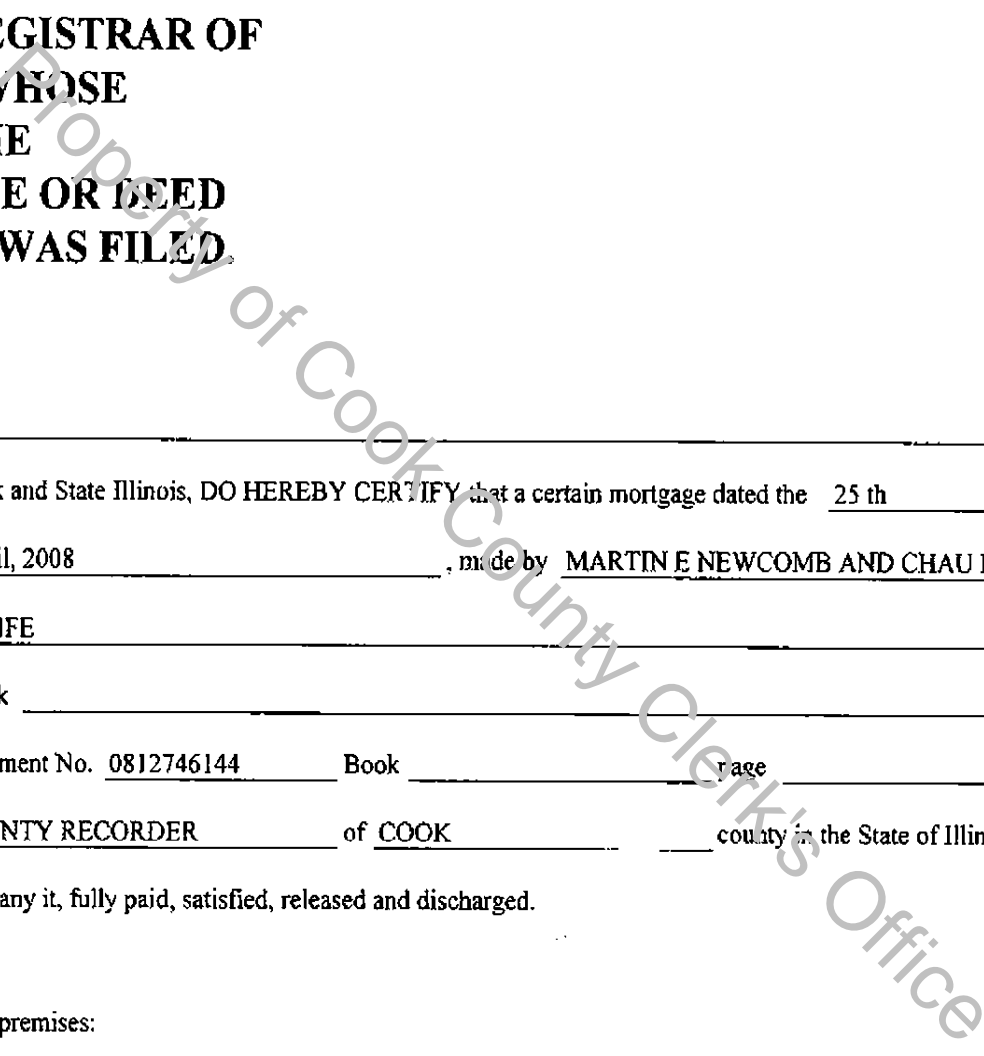 EGISTRAR OF
WHOSE
HE
E OR DEED
WAS FILED.
k and State Illinois, DO HEREBY CERTIFY that a certain mortgage dated the 25 th
il, 2008 , made by MARTIN E NEWCOMB AND CHAU
IFE
k
ment No. 0812746144 Book page
NTY RECORDER of COOK county in the State of Illin
any it, fully paid, satisfied, released and discharged.
premises:
Property of Cook County Clerk's Office